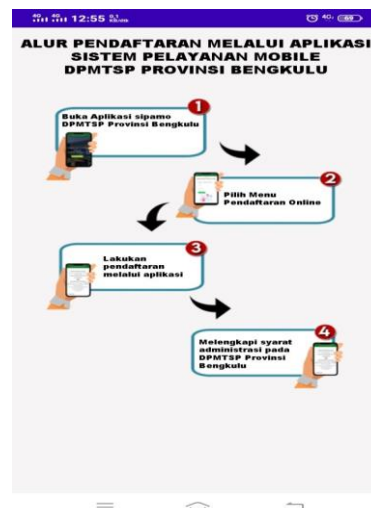 12:55
ALUR PENDAFTARAN MELALUI APLIKASI
SISTEM PELAYANAN MOBILE
DPMTSP PROVINSI BENGKULU
1
Buka Aplikasi sipamo
DPMTSP Provinsi Bengkulu
2
Pilih Menu
Pendaftaran Online
3
Lakukan
pendaftaran
melalui aplikasi
4
Melengkapi syarat
administrasi pada
DPMTSP Provinsi
Bengkulu